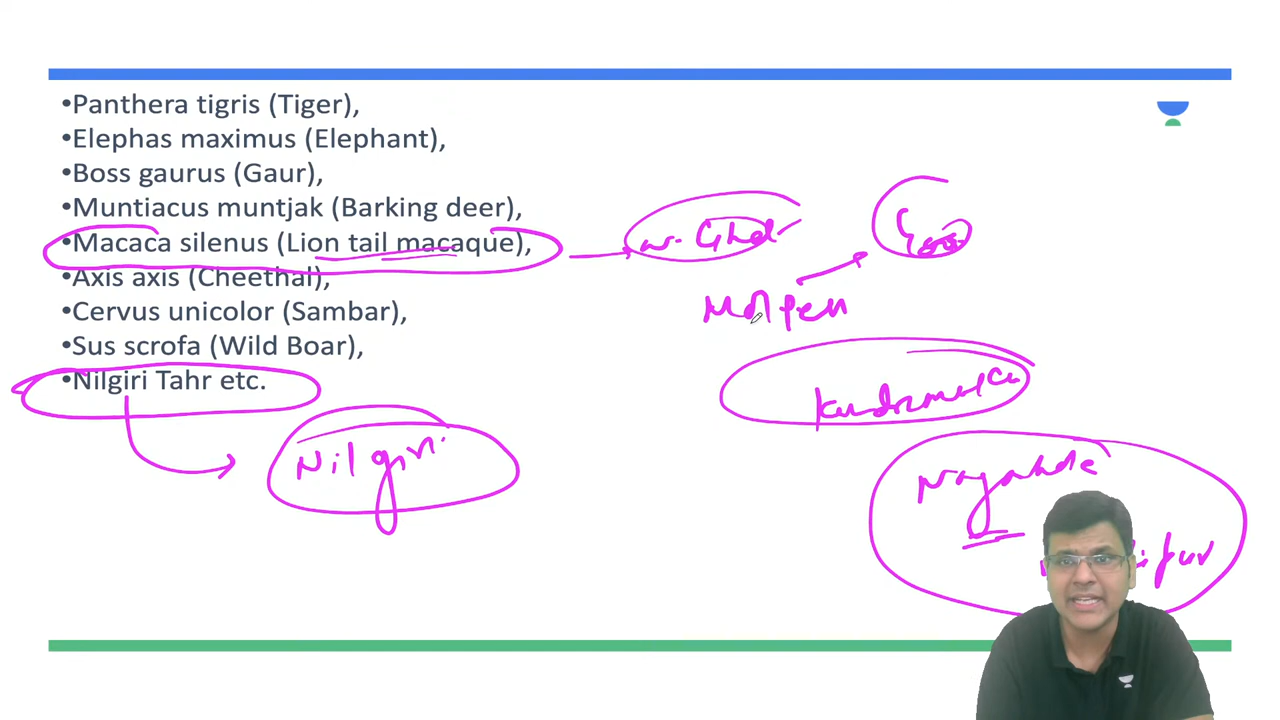 •Panthera tigris (Tiger),
•Elephas maximus (Elephant),
•Boss gaurus (Gaur),
•Muntiacus muntjak (Barking deer),
•Macaca silenus (Lion tail macaque),
•Axis axis (Cheethal),
•Cervus unicolor (Sambar),
•Sus scrofa (Wild Boar),
•Nilgiri Tahr etc.
Nilgiri